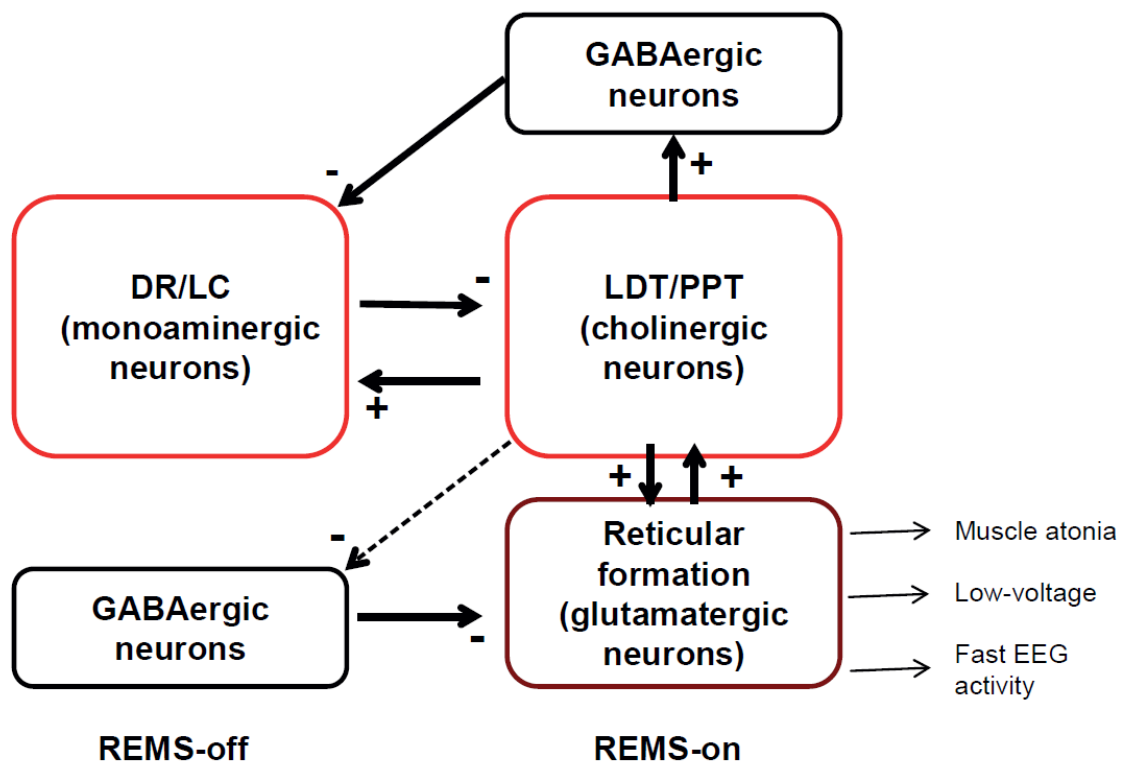 GABAergic
neurons
+
-
DR/LC
(monoaminergic
neurons)
-
+
LDT/PPT
(cholinergic
neurons)
+
+
-
GABAergic
neurons
-
Reticular
formation
(glutamatergic
neurons)
Muscle atonia
Low-voltage
Fast EEG
activity
REMS-off
REMS-on